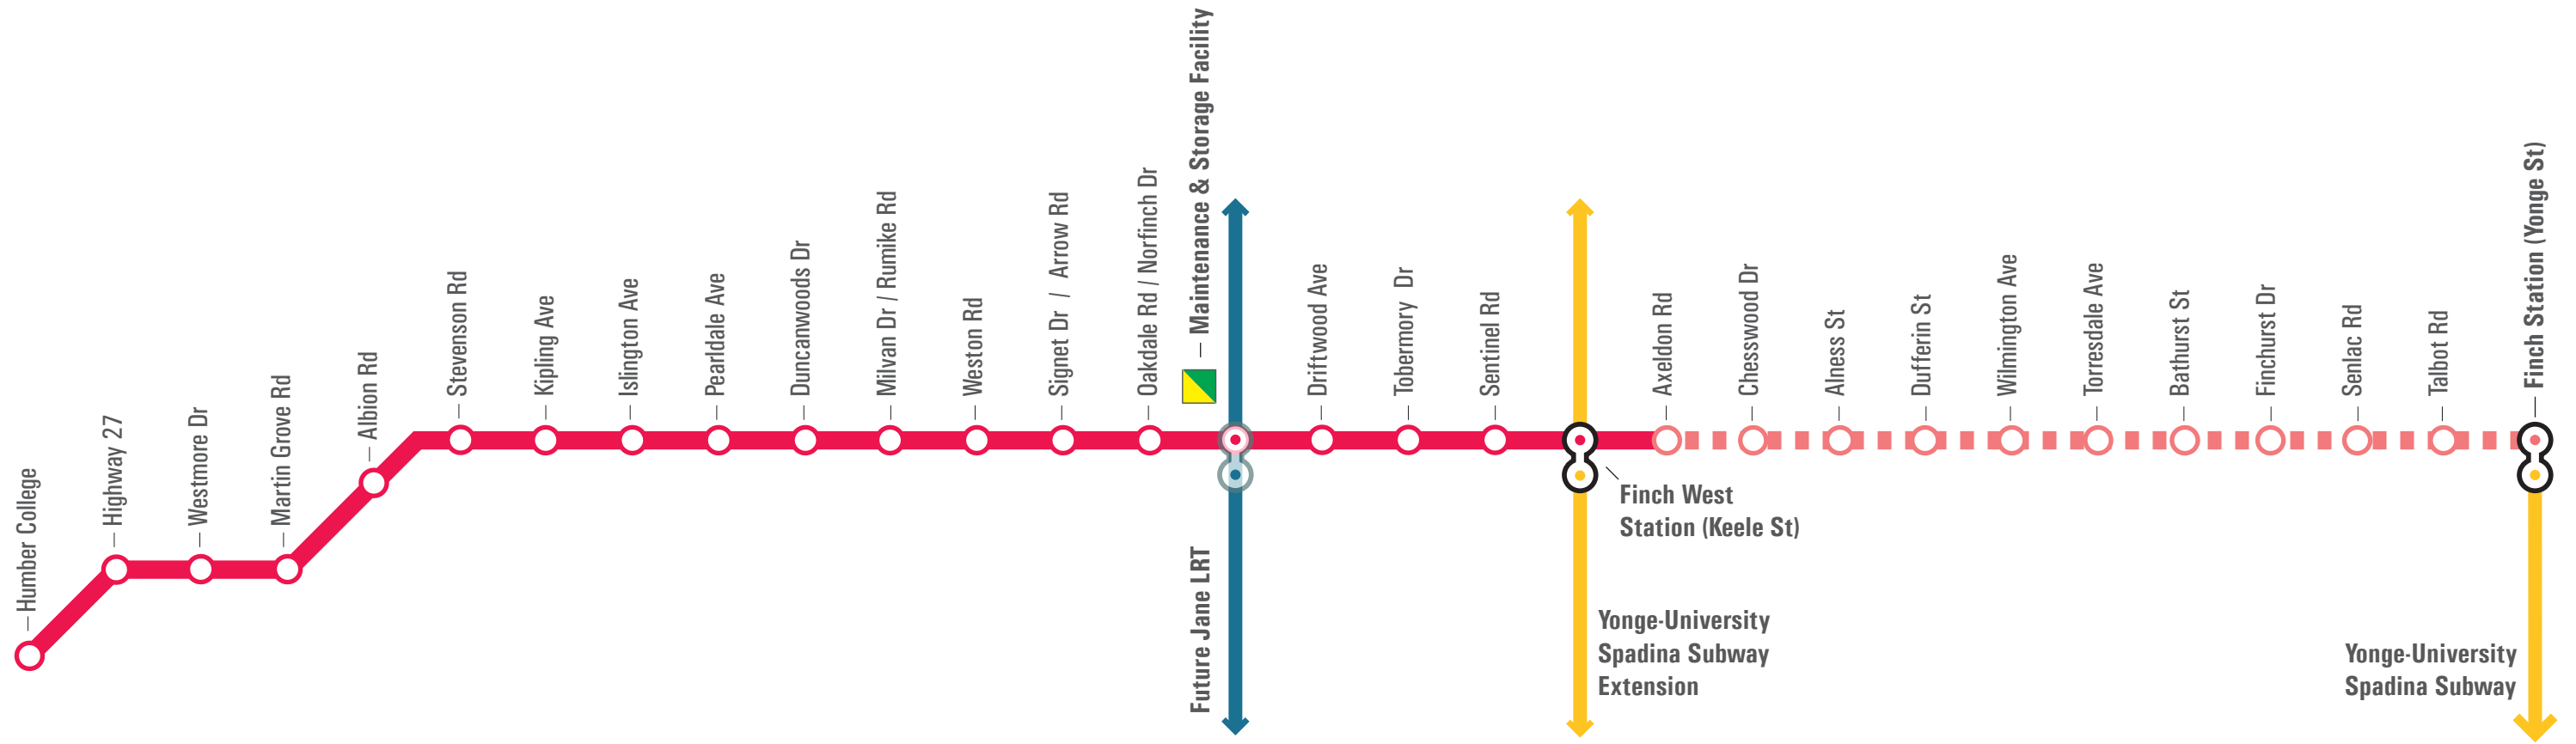 Humber College
Highway 27
Westmore Dr
Martin Grove Rd
Albion Rd
Stevenson Rd
Kipling Ave
Islington Ave
Pearldale Ave
Duncanwoods Dr
Milvan Dr / Rumike Rd
Weston Rd
Signet Dr / Arrow Rd
Oakdale Rd / Norfinch Dr
Maintenance & Storage Facility
Future Jane LRT
Driftwood Ave
Tobermory Dr
Sentinel Rd
Finch West
Station (Keele St)
Yonge-University
Spadina Subway
Extension
Axeldon Rd
Chesswood Dr
Alness St
Dufferin St
Wilmington Ave
Torresdale Ave
Bathurst St
Finchurst Dr
Senlac Rd
Talbot Rd
Finch Station (Yonge St)
Yonge-University
Spadina Subway